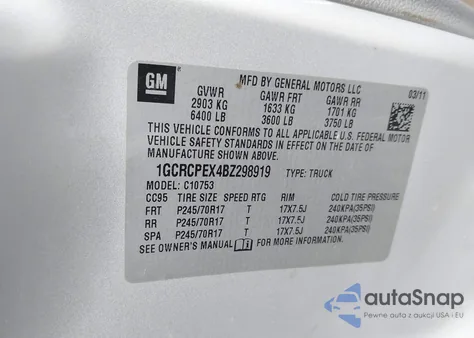 GM
MFD BY GENERAL MOTORS LLC
03/11
GVWR GAWR FRT GAWR RR
2903 KG 1633 KG 1701 KG
6400 LB 3600 LB 3750 LB
THIS VEHICLE CONFORMS TO ALL APPLICABLE U.S. FEDERAL MOTOR
VEHICLE SAFETY STANDARDS IN EFFECT ON THE DATE OF
MANUFACTURE SHOWN ABOVE.
1GCRCPEX4BZ298919 TYPE: TRUCK
MODEL: C10753
CC95 TIRE SIZE SPEED RTG RIM COLD TIRE PRESSURE
FRT P245/70R17 T 17X7.5J 240KPA(35PSI)
RR P245/70R17 T 17X7.5J 240KPA(35PSI)
SPA P245/70R17 T 17X7.5J 240KPA(35PSI)
SEE OWNER'S MANUAL FOR MORE INFORMATION.
autoSnap
Pewne auta z aukcji USA i EU